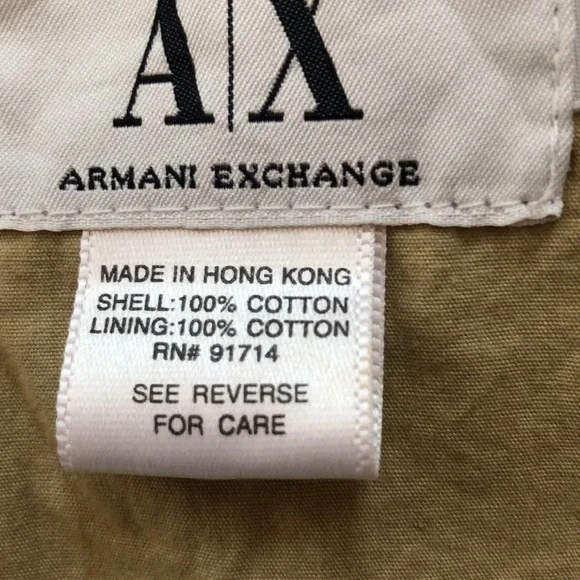 A|X
ARMANI EXCHANGE
MADE IN HONG KONG
SHELL:100% COTTON
LINING:100% COTTON
RN# 91714
SEE REVERSE
FOR CARE